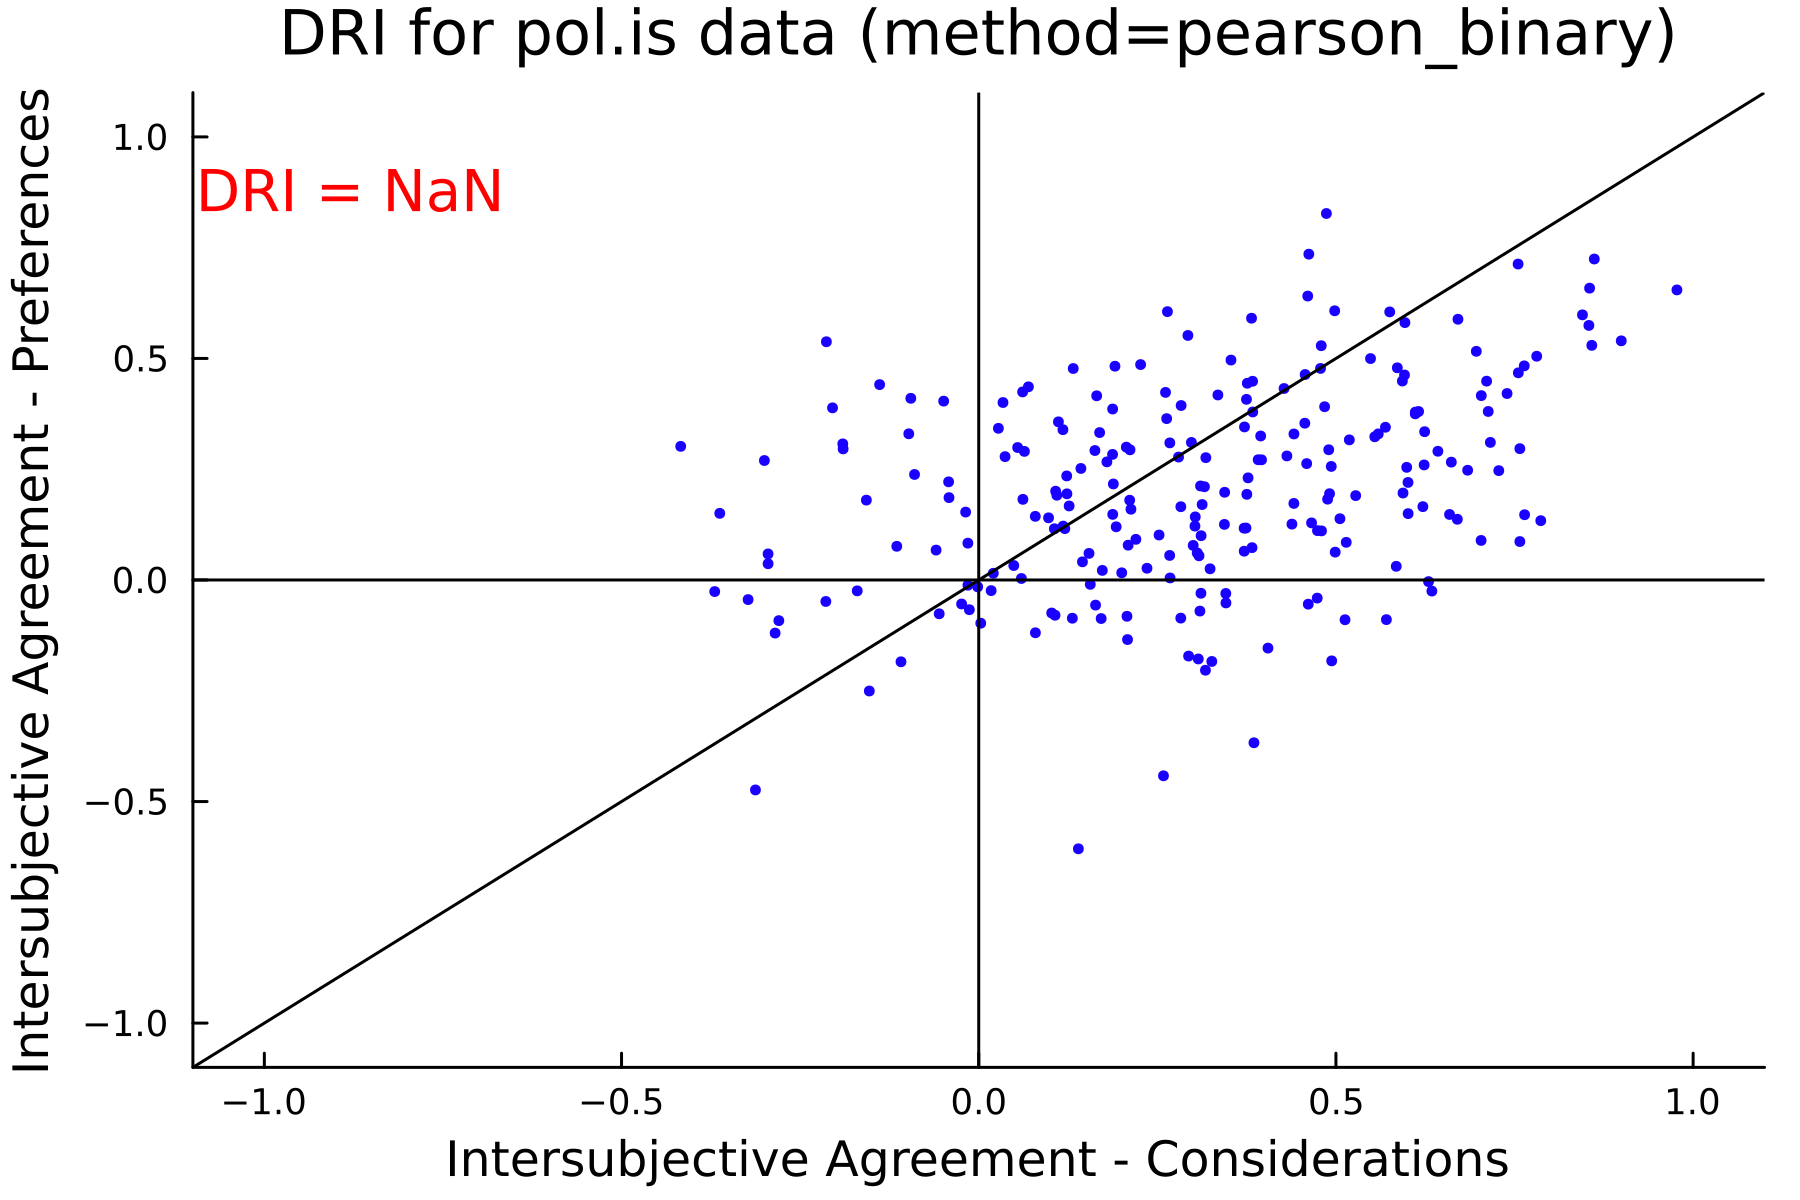 DRI for pol.is data (method=pearson_binary)
Intersubjective Agreement - Preferences
1.0
DRI = NaN
0.5
0.0
−0.5
−1.0
−1.0
−0.5
0.0
0.5
1.0
Intersubjective Agreement - Considerations